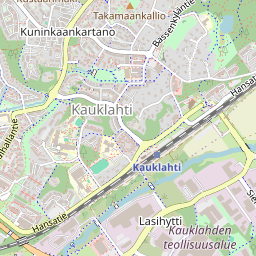 Takamaankallio
Kuninkaankartano
Bassenkyläntie
Hansatie
Kauklahti
Kauklahti
Hansatie
Lasihytti
Kauklahden
teollisuusalue